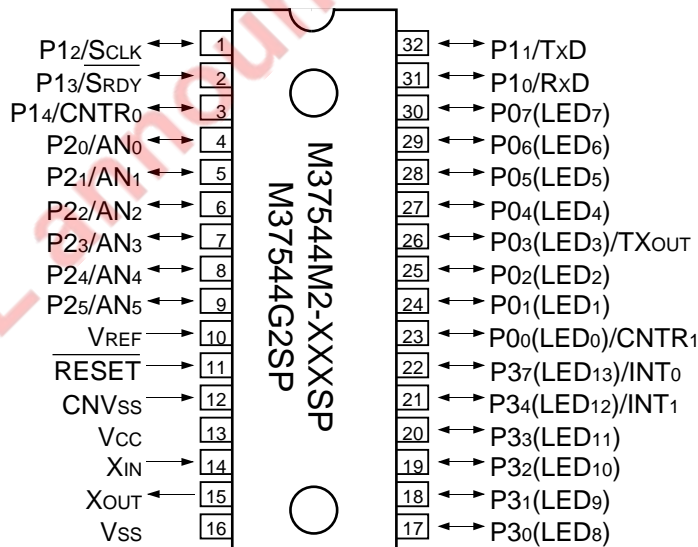 P12/SCLK 1 32 P11/TxD
P13/SRDY 2 31 P10/RxD
P14/CNTR0 3 30 P07(LED7)
P20/AN0 4 29 P06(LED6)
P21/AN1 5 28 P05(LED5)
P22/AN2 6 27 P04(LED4)
P23/AN3 7 26 P03(LED3)/TXOUT
P24/AN4 8 25 P02(LED2)
P25/AN5 9 24 P01(LED1)
VREF 10 23 P00(LED0)/CNTR1
RESET 11 22 P37(LED13)/INT0
CNVSS 12 21 P34(LED12)/INT1
VCC 13 20 P33(LED11)
XIN 14 19 P32(LED10)
XOUT 15 18 P31(LED9)
VSS 16 17 P30(LED8)
M37544M2-XXXSP
M37544G2SP